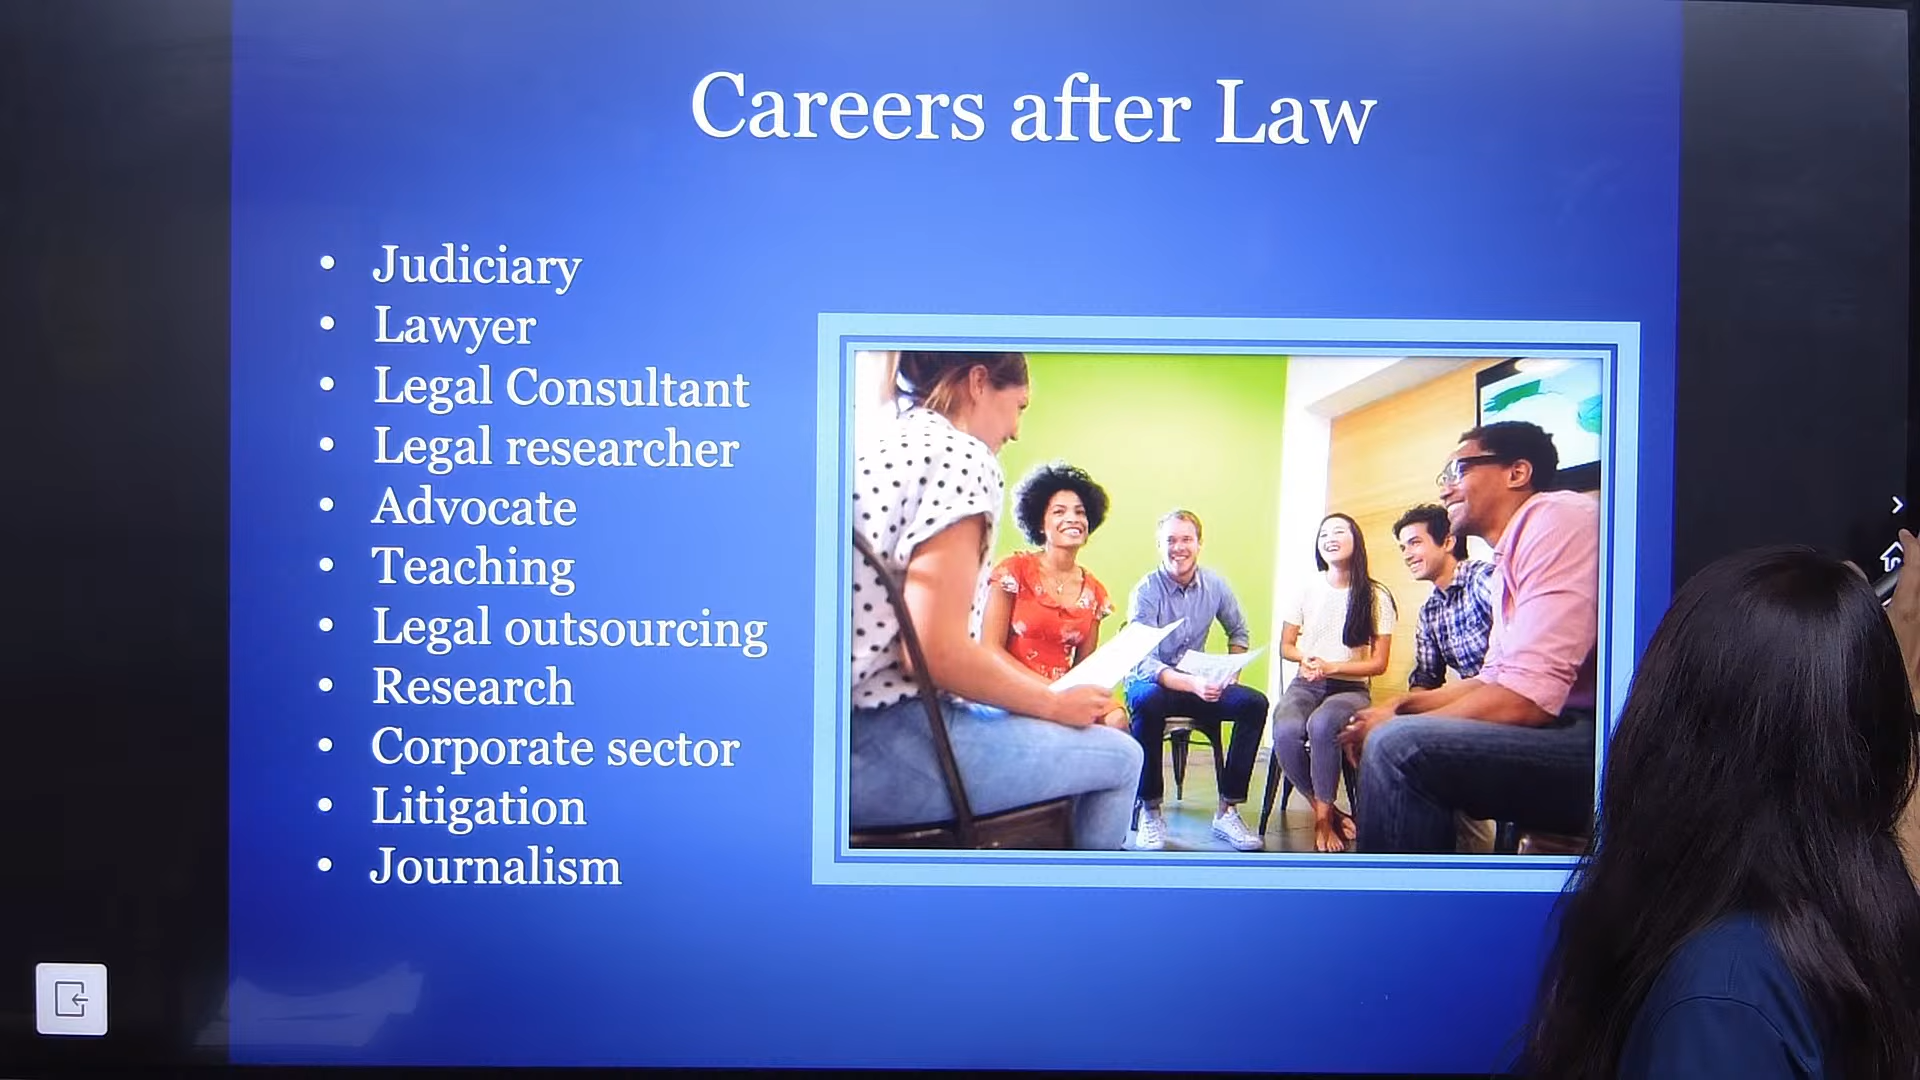 Careers after Law
• Judiciary
• Lawyer
• Legal Consultant
• Legal researcher
• Advocate
• Teaching
• Legal outsourcing
• Research
• Corporate sector
• Litigation
• Journalism